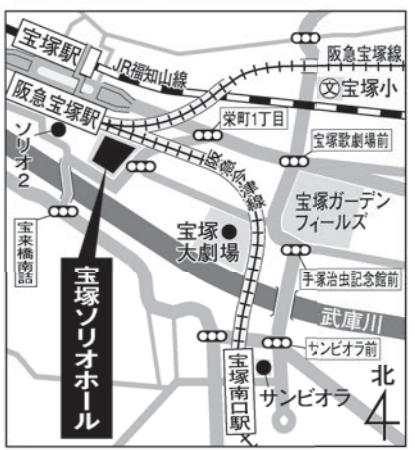 宝塚駅
JR福知山線
阪急宝塚線
文 宝塚小
阪急宝塚駅
栄町1丁目
宝塚歌劇場前
ソリオ2
阪急今津線
宝塚ガーデン
フィールズ
宝来橋南詰
宝塚
大劇場
手塚治虫記念館前
宝塚ソリオホール
武庫川
サンビオラ前
宝塚南口駅
サンビオラ
北